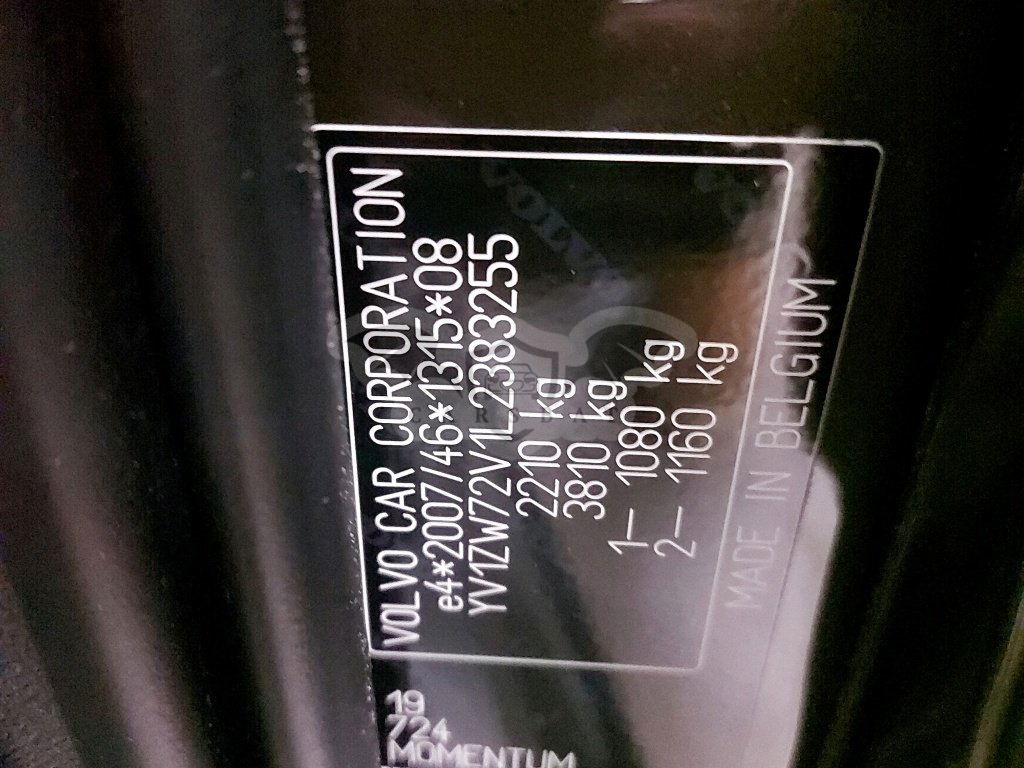 VOLVO CAR CORPORATION
e4*2007/46*1315*08
YV1ZW72V1L2383255
2210 kg
3810 kg
1– 1080 kg
2– 1160 kg
MADE IN BELGIUM
19
724
MOMENTUM
VOLVO